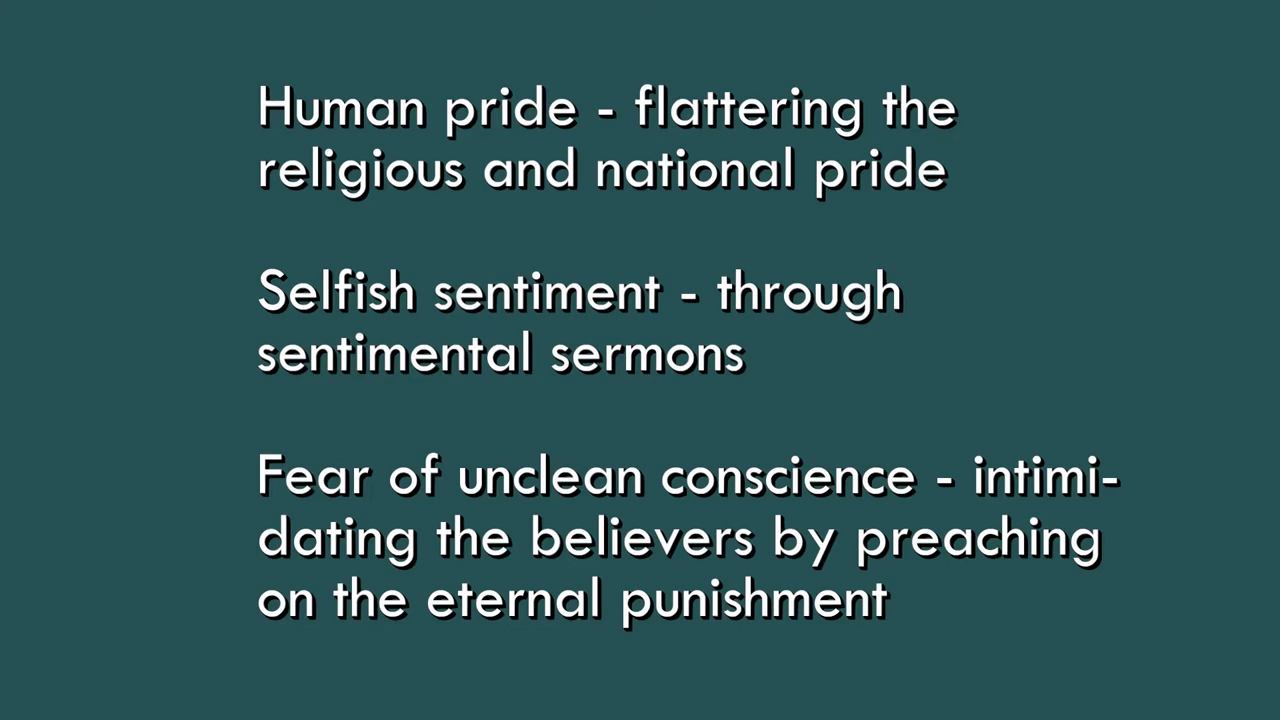 Human pride - flattering the
religious and national pride
Selfish sentiment - through
sentimental sermons
Fear of unclean conscience - intimi-
dating the believers by preaching
on the eternal punishment